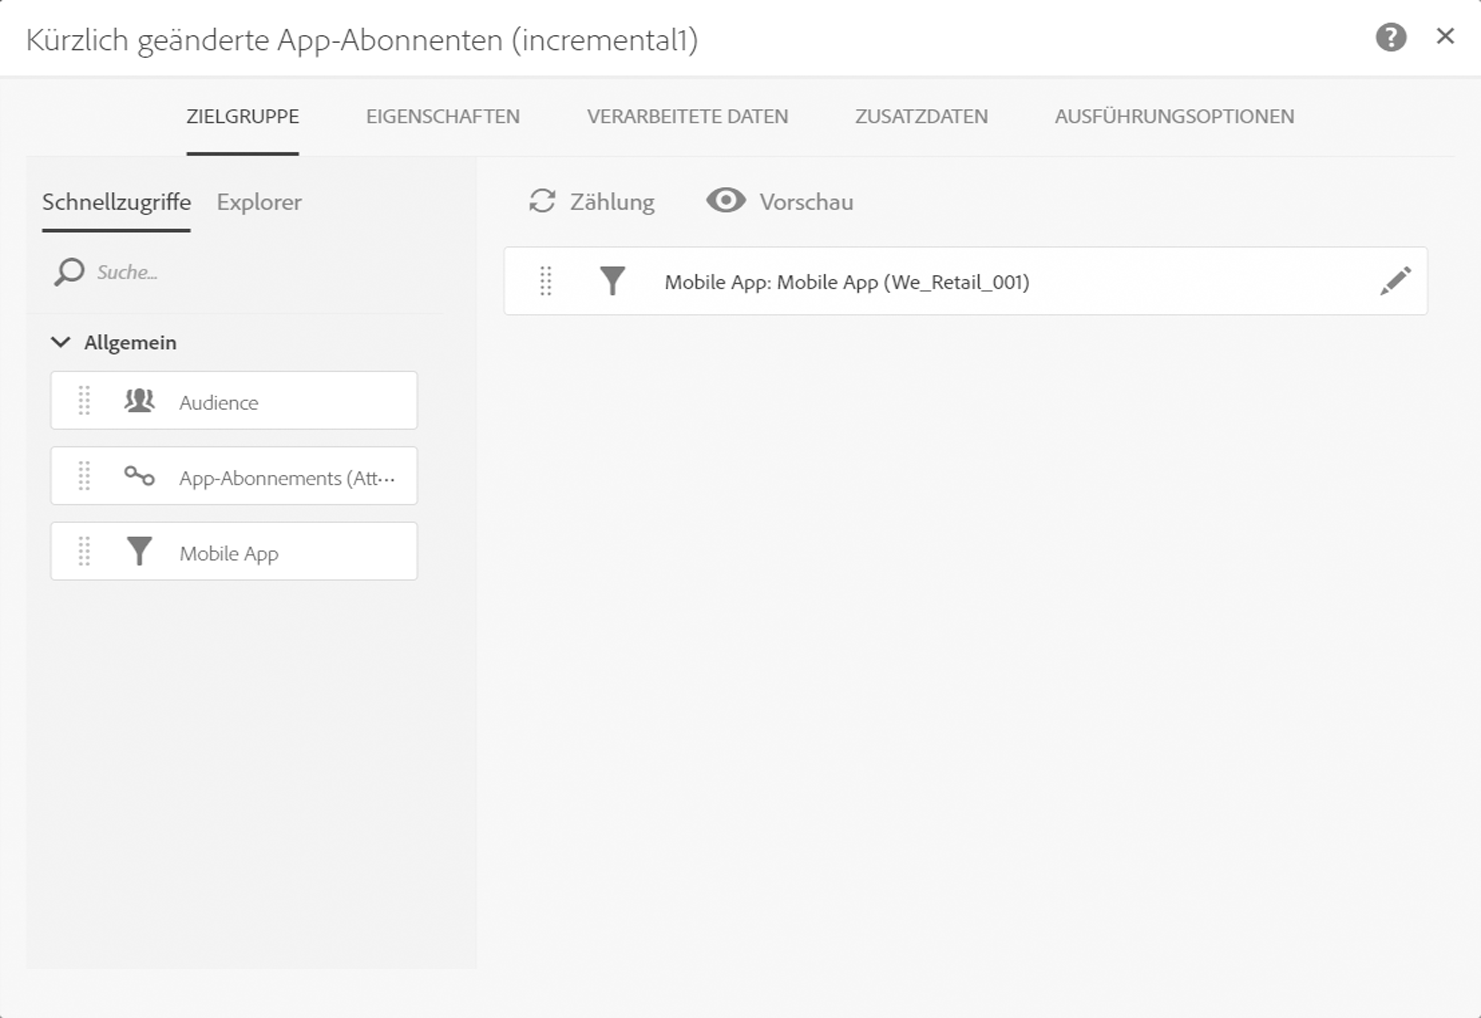 Kürzlich geänderte App-Abonnenten (incremental1)
ZIELGRUPPE EIGENSCHAFTEN VERARBEITETE DATEN ZUSATZDATEN AUSFÜHRUNGSOPTIONEN
Schnellzugriffe Explorer
Zählung Vorschau
Suche...
Mobile App: Mobile App (We_Retail_001)
Allgemein
Audience
App-Abonnements (Att...
Mobile App